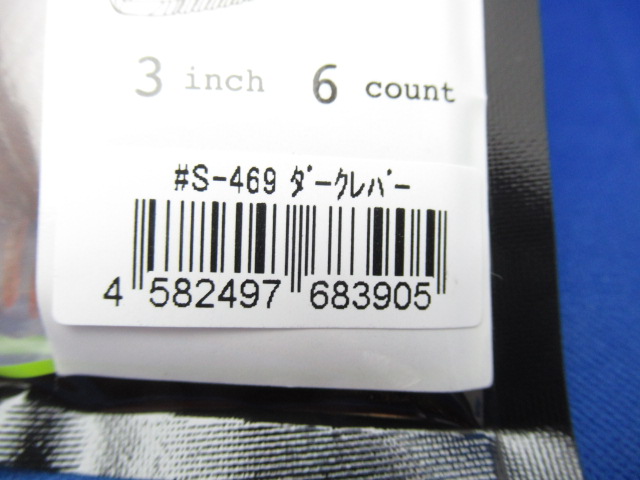 3 inch 6 count
#S-469 ﾀﾞｰｸﾚﾊﾞｰ
4 582497 683905